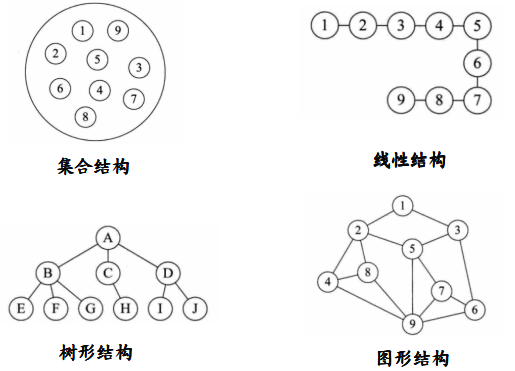 1 9
2 5 3
6 4 7
8
集合结构
1 2 3 4 5
6
9 8 7
线性结构
A
B C D
E F G H I J
树形结构
1
2 5 3
4 8 7 6
9
图形结构